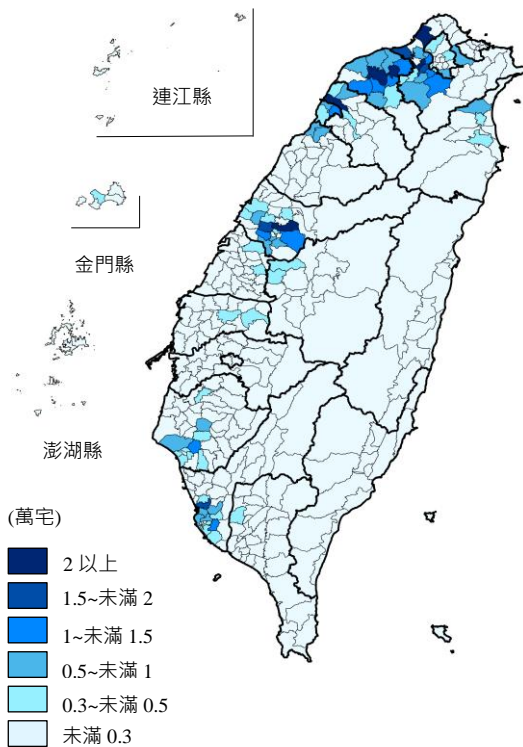 連江縣
金門縣
澎湖縣
(萬宅)
2 以上
1.5~未滿 2
1~未滿 1.5
0.5~未滿 1
0.3~未滿 0.5
未滿 0.3